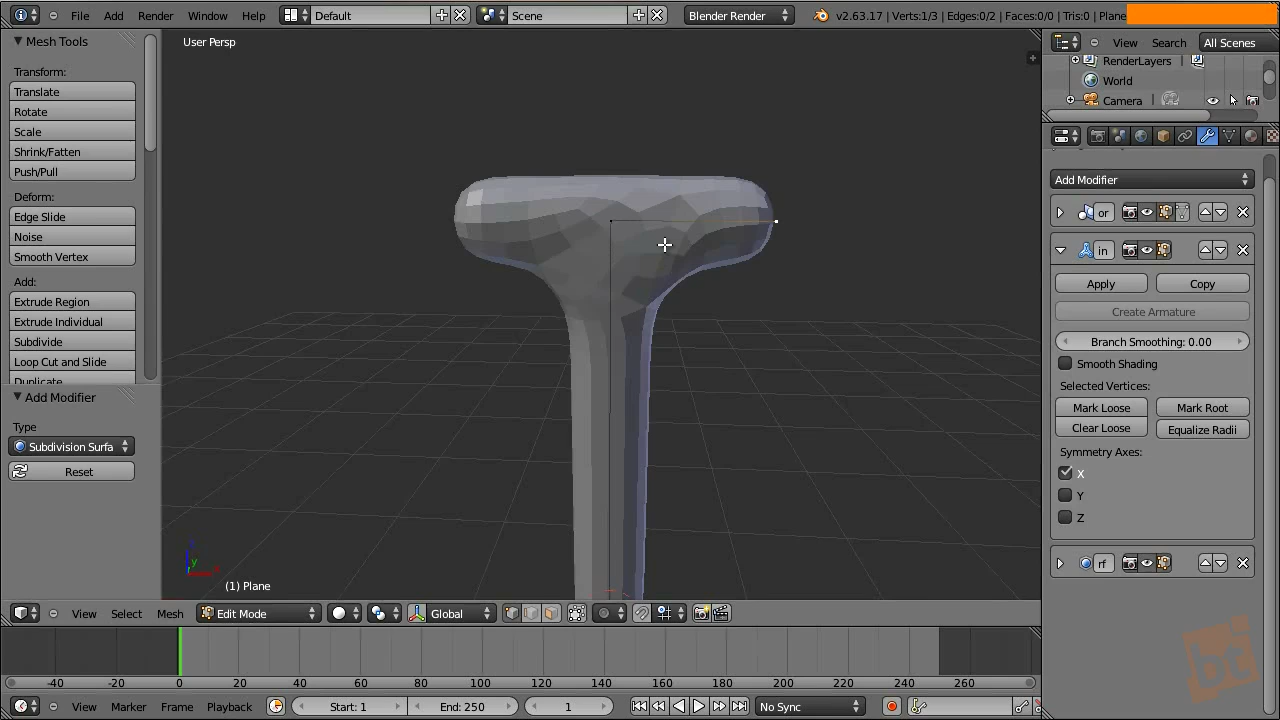 File Add Render Window Help Default Scene Blender Render v2.63.17 | Verts:1/3 | Edges:0/2 | Faces:0/0 | Tris:0 | Plane
Mesh Tools
Transform:
Translate
Rotate
Scale
Shrink/Fatten
Push/Pull
Deform:
Edge Slide
Noise
Smooth Vertex
Add:
Extrude Region
Extrude Individual
Subdivide
Loop Cut and Slide
Duplicate
Add Modifier
Type
Subdivision Surfa
Reset
User Persp
(1) Plane
View Search All Scenes
RenderLayers
World
Camera
Add Modifier
or
in
Apply Copy
Create Armature
Branch Smoothing: 0.00
Smooth Shading
Selected Vertices:
Mark Loose Mark Root
Clear Loose Equalize Radii
Symmetry Axes:
X
Y
Z
rf
View Select Mesh Edit Mode Global
-40 -20 0 20 40 60 80 100 120 140 160 180 200 220 240 260
View Marker Frame Playback Start: 1 End: 250 1 No Sync
bt